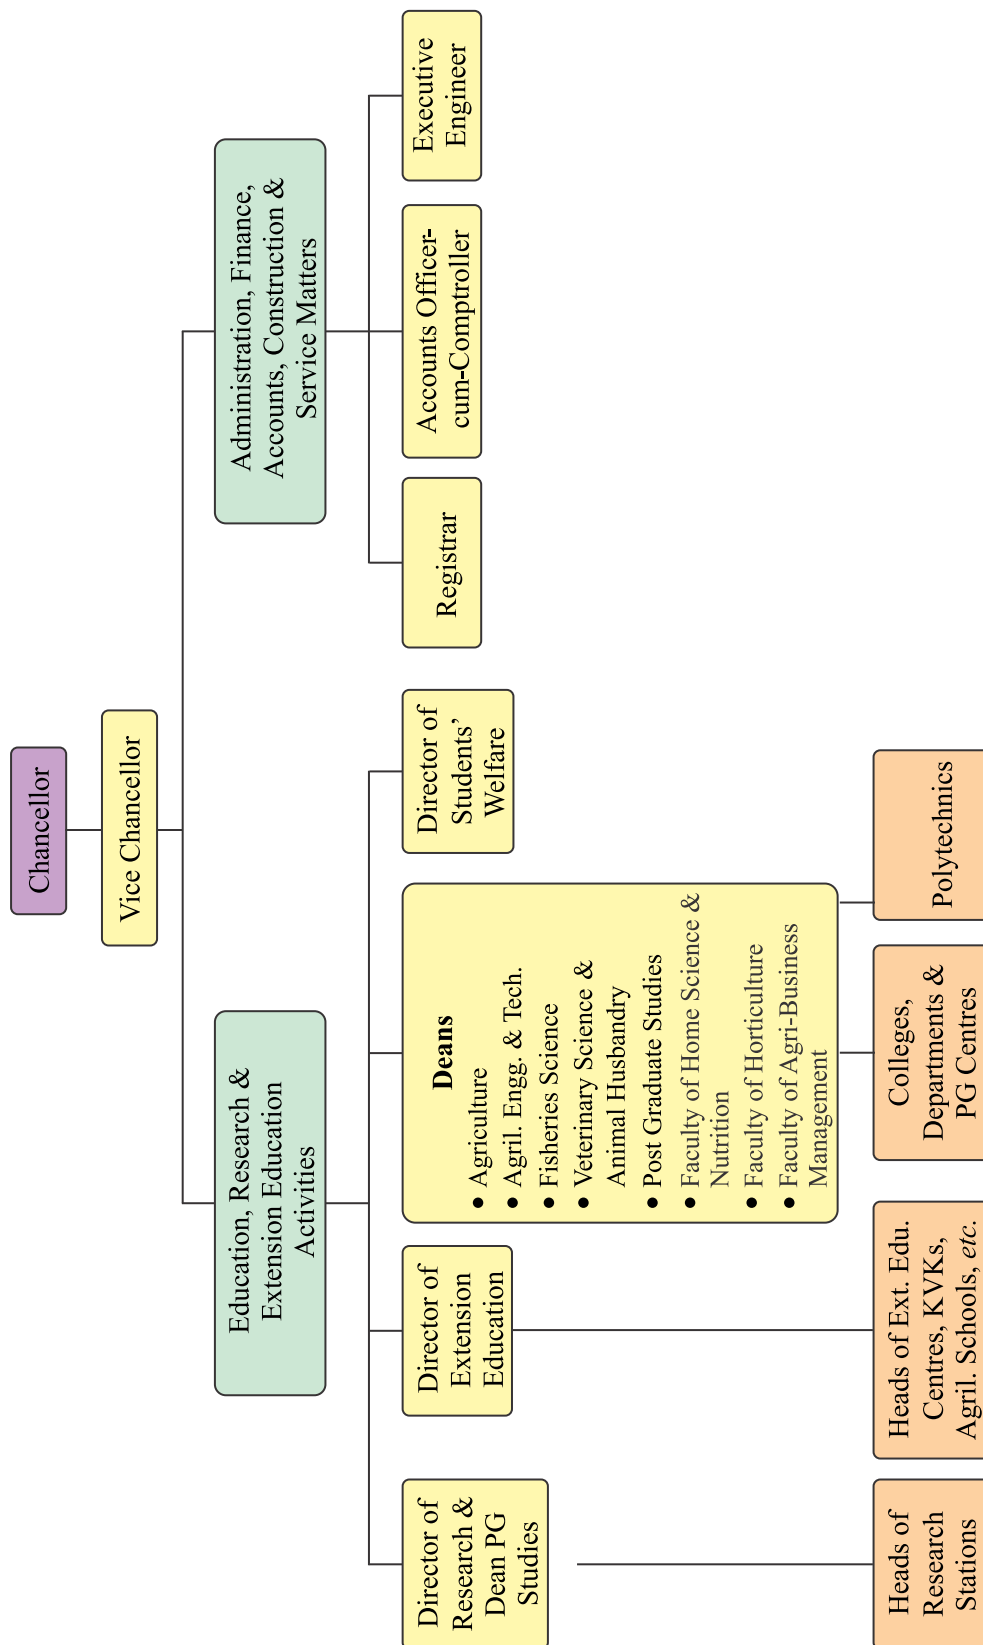 Chancellor
Vice Chancellor
Education, Research &
Extension Education
Activities
Administration, Finance,
Accounts, Construction &
Service Matters
Director of
Research &
Dean PG
Studies
Director of
Extension
Education
Deans
● Agriculture
● Agril. Engg. & Tech.
● Fisheries Science
● Veterinary Science &
Animal Husbandry
● Post Graduate Studies
● Faculty of Home Science &
Nutrition
● Faculty of Horticulture
● Faculty of Agri-Business
Management
Director of
Students’
Welfare
Registrar
Accounts Officer-
cum-Comptroller
Executive
Engineer
Heads of
Research
Stations
Heads of Ext. Edu.
Centres, KVKs,
Agril. Schools, etc.
Colleges,
Departments &
PG Centres
Polytechnics